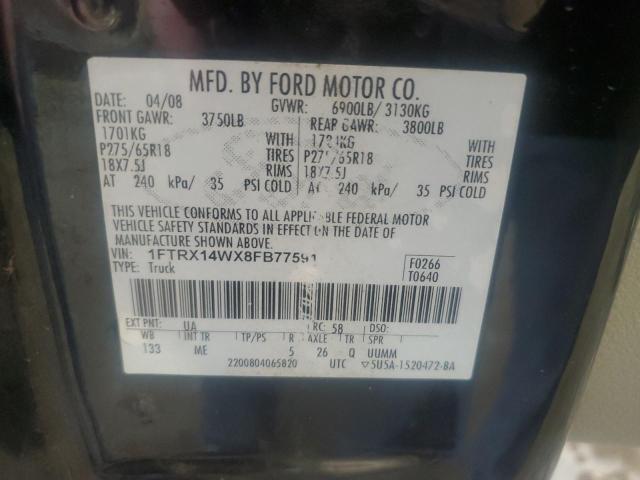 MFD. BY FORD MOTOR CO.
DATE: 04/08 GVWR: 6900LB/ 3130KG
FRONT GAWR: 3750LB REAR GAWR: 3800LB
1701KG WITH WITH
P275/65R18 TIRES TIRES
18X7.5J RIMS 18X7.5J RIMS
AT 240 kPa/ 35 PSI COLD AT 240 kPa/ 35 PSI COLD
THIS VEHICLE CONFORMS TO ALL FEDERAL MOTOR
VEHICLE SAFETY STANDARDS IN EFFECT ON THE DATE OF
MANUFACTURE SHOWN ABOVE.
VIN: 1FTRX14WX8FB77591 F0266
TYPE: Truck T0640
EXT PNT: UA RC: 58 DSO:
WB INT TR TP/PS R AXLE TR SPR
133 ME 5 26 Q UUMM
2200804065820 UTC ▽5U5A-1520472-BA